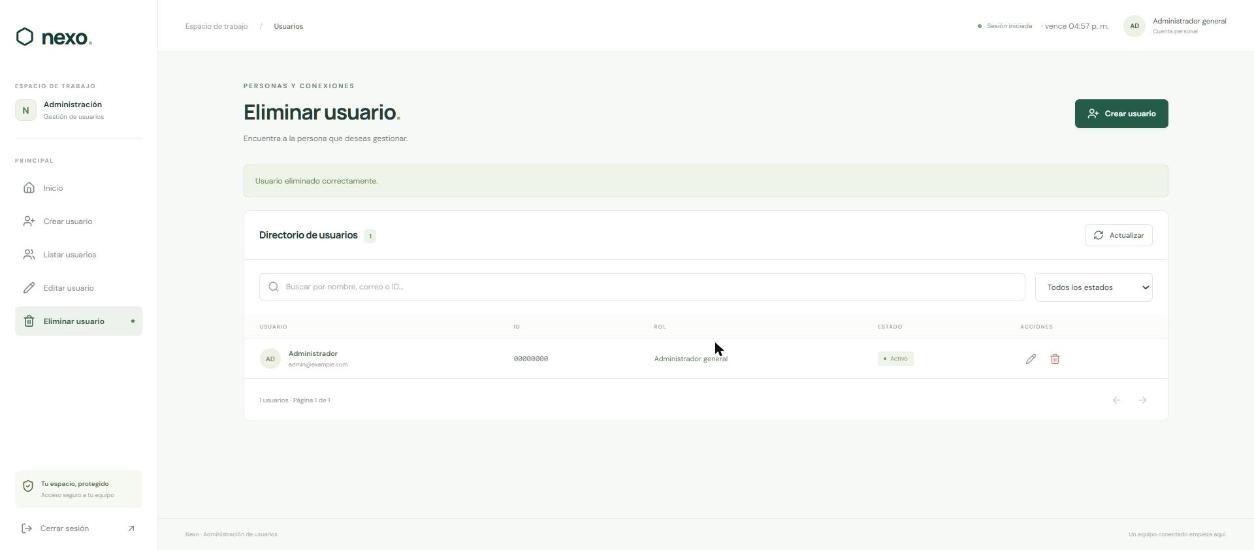 nexo.
ESPACIO DE TRABAJO
N
Administración
Gestión de usuarios
PRINCIPAL
Inicio
Crear usuario
Listar usuarios
Editar usuario
Eliminar usuario
Tu espacio, protegido
Acceso seguro a tu equipo
Cerrar sesión
Espacio de trabajo / Usuarios
Sesión iniciada · vence 04:57 p. m.
AD
Administrador general
Cuenta personal
PERSONAS Y CONEXIONES
Eliminar usuario.
Encuentra a la persona que deseas gestionar.
Crear usuario
Usuario eliminado correctamente.
Directorio de usuarios 1
Actualizar
Buscar por nombre, correo o ID...
Todos los estados
USUARIO ID ROL ESTADO ACCIONES
AD
Administrador
admin@example.com
00000000
Administrador general
Activo
1 usuarios · Página 1 de 1
Nexo · Administración de usuarios
Un equipo conectado empieza aquí.